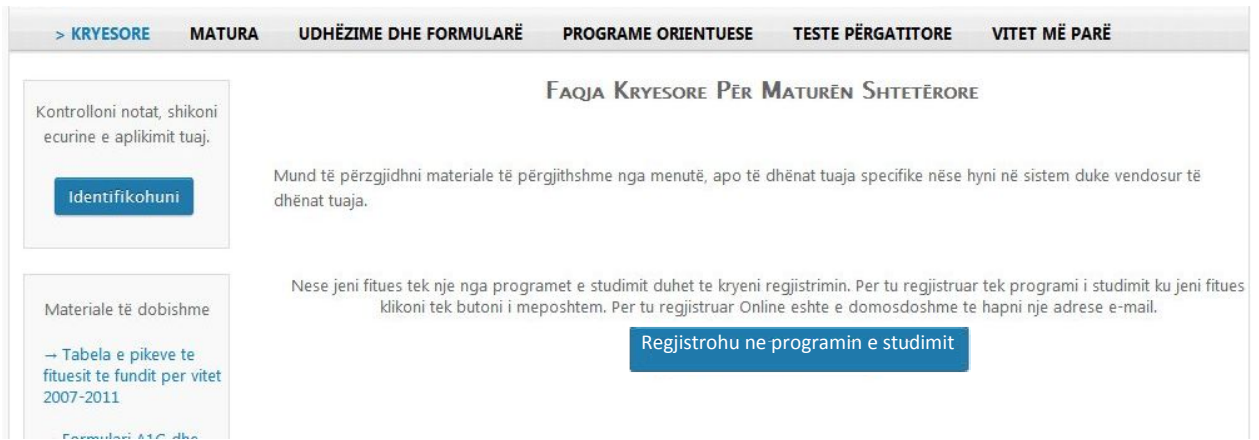 > KRYESORE MATURA UDHËZIME DHE FORMULARË PROGRAME ORIENTUESE TESTE PËRGATITORE VITET MË PARË
Faqja Kryesore Për Maturën Shtetërore
Kontrolloni notat, shikoni
ecurine e aplikimit tuaj.
Identifikohuni
Mund të përzgjidhni materiale të përgjithshme nga menutë, apo të dhënat tuaja specifike nëse hyni në sistem duke vendosur të
dhënat tuaja.
Nese jeni fitues tek nje nga programet e studimit duhet te kryeni regjistrimin. Per tu regjistruar tek programi i studimit ku jeni fitues
klikoni tek butoni i meposhtem. Per tu regjistruar Online eshte e domosdoshme te hapni nje adrese e-mail.
Regjistrohu ne programin e studimit
Materiale të dobishme
→ Tabela e pikeve te
fituesit te fundit per vitet
2007-2011
Formulari A1G dhe